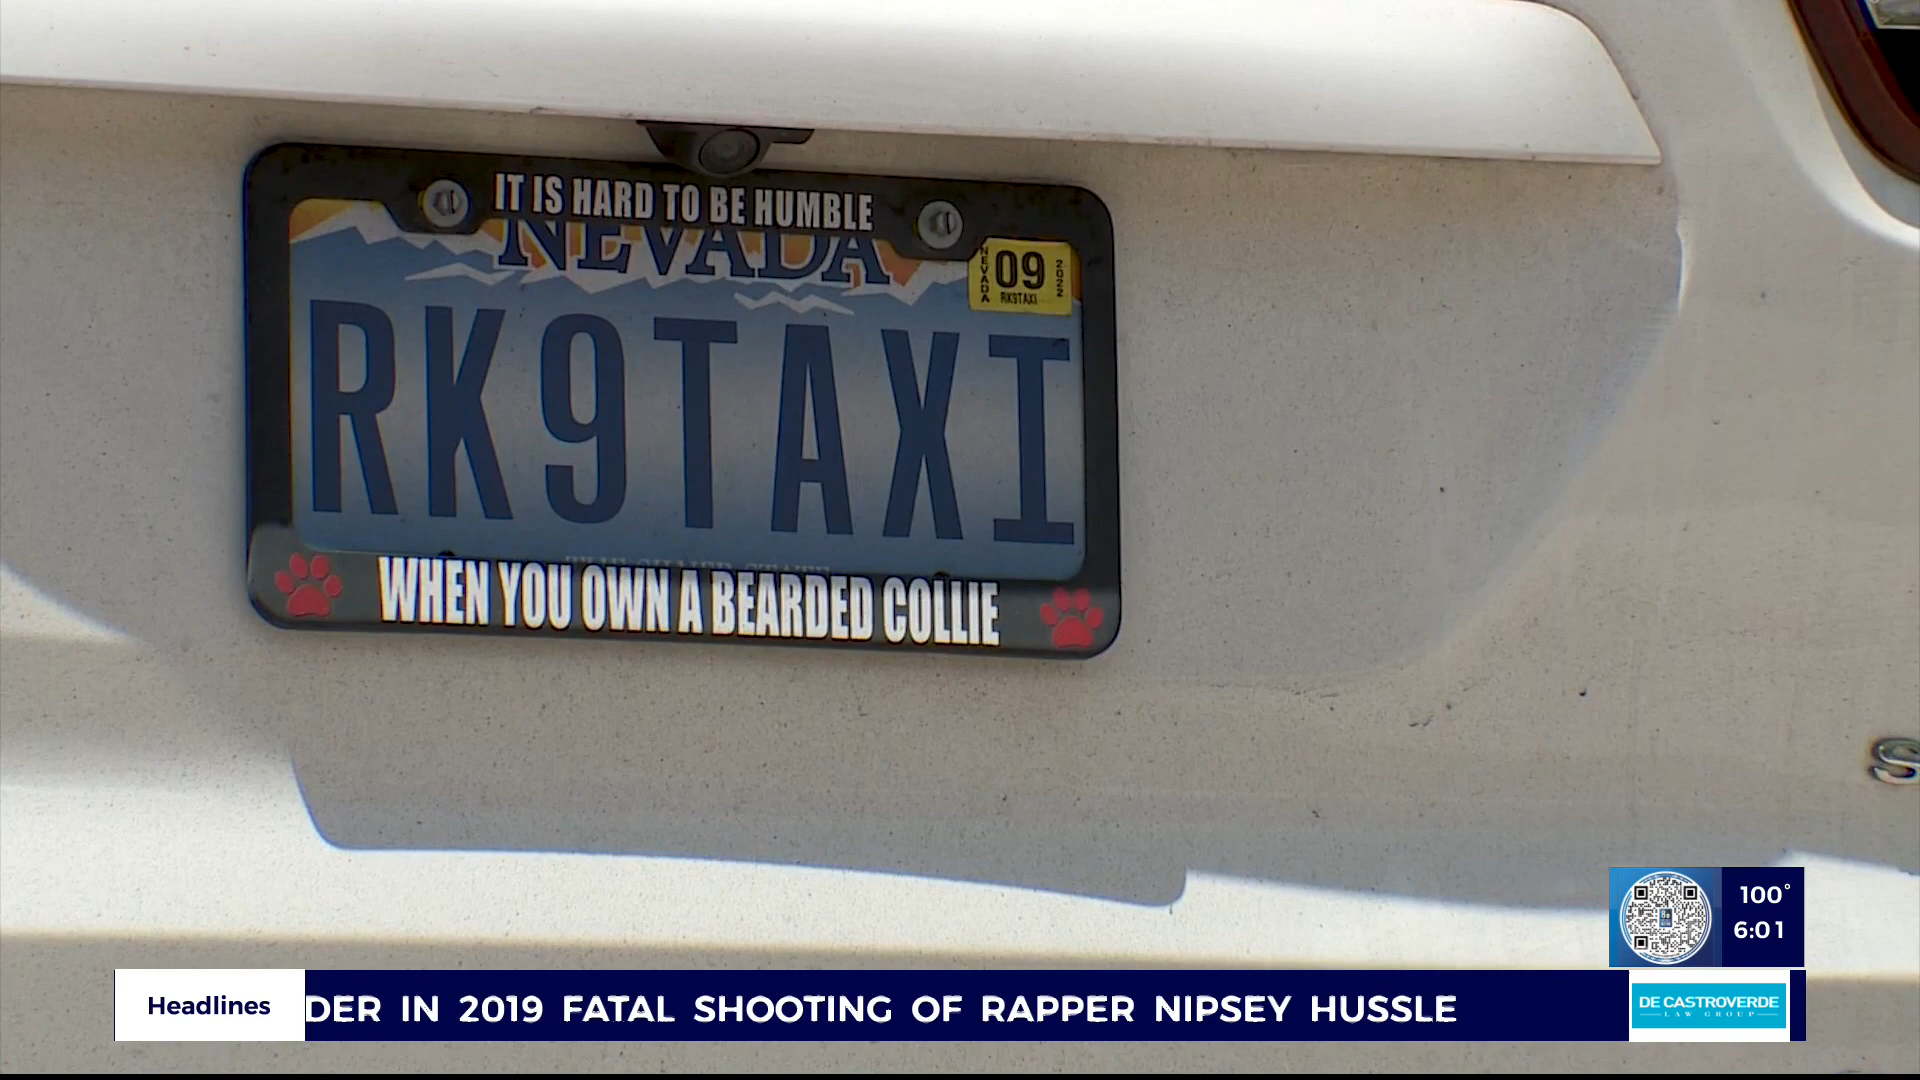 IT IS HARD TO BE HUMBLE
NEVADA
NEVADA 09 2022
RK9TAXI
RK9TAXI
WHEN YOU OWN A BEARDED COLLIE
S
100°
6:01
Headlines DER IN 2019 FATAL SHOOTING OF RAPPER NIPSEY HUSSLE
DE CASTROVERDE
LAW GROUP